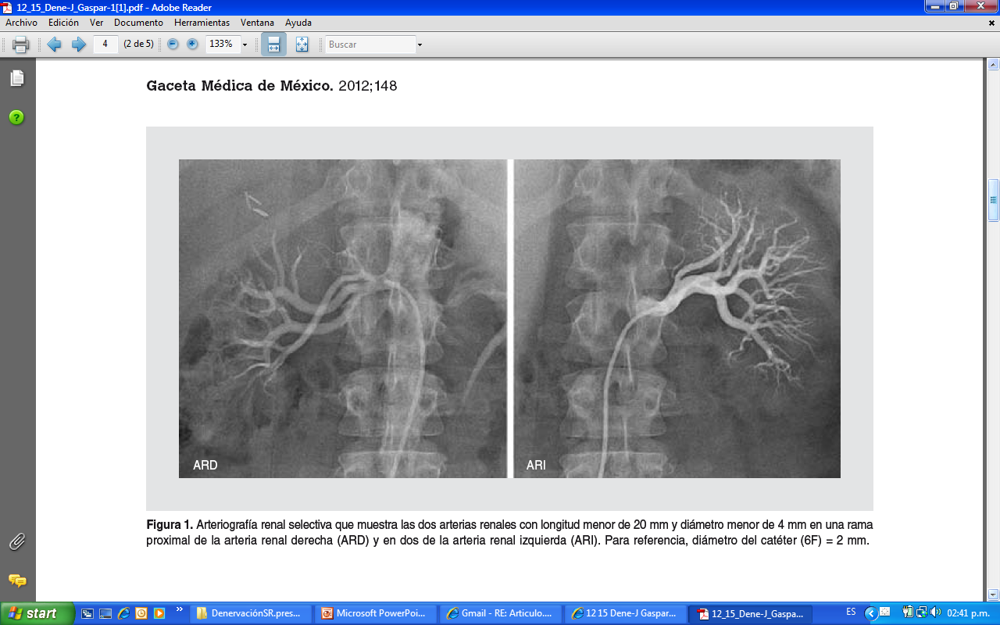 12_15_Dene-J_Gaspar-1[1].pdf - Adobe Reader
Archivo Edición Ver Documento Herramientas Ventana Ayuda
4 (2 de 5) 133% Buscar
Gaceta Médica de México. 2012;148
ARD ARI
Figura 1. Arteriografía renal selectiva que muestra las dos arterias renales con longitud menor de 20 mm y diámetro menor de 4 mm en una rama
proximal de la arteria renal derecha (ARD) y en dos de la arteria renal izquierda (ARI). Para referencia, diámetro del catéter (6F) = 2 mm.
start » DenervaciónSR.pres... Microsoft PowerPoi... Gmail - RE: Articulo.... 12 15 Dene-J Gaspar... 12_15_Dene-J_Gaspa... ES 02:41 p.m.